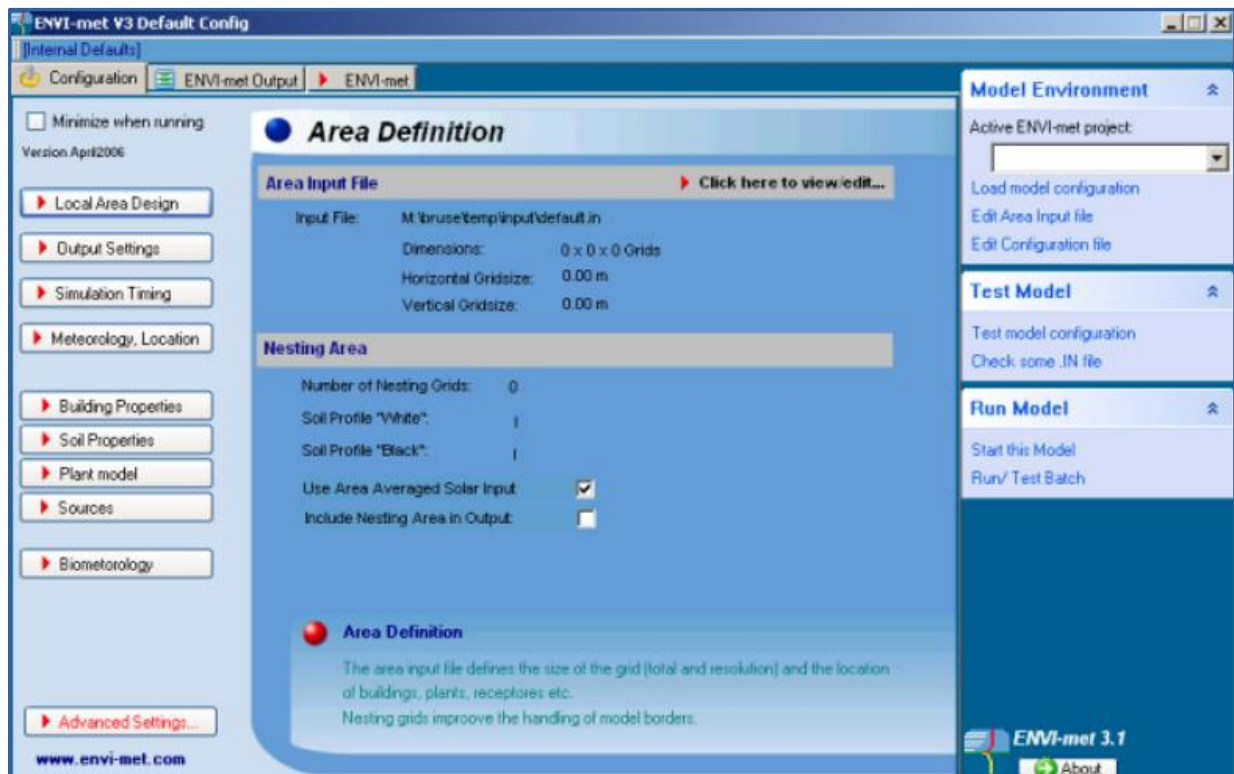 ENVI-met V3 Default Config
[Internal Defaults]
Configuration
ENVI-met Output
ENVI-met
Minimize when running
Version April2006
Local Area Design
Output Settings
Simulation Timing
Meteorology, Location
Building Properties
Soil Properties
Plant model
Sources
Biometorology
Advanced Settings...
www.envi-met.com
Area Definition
Area Input File
Click here to view/edit...
Input File: M:\bruse\temp\input\default.in
Dimensions: 0 x 0 x 0 Grids
Horizontal Gridsize: 0.00 m
Vertical Gridsize: 0.00 m
Nesting Area
Number of Nesting Grids: 0
Soil Profile "White":
Soil Profile "Black":
Use Area Averaged Solar Input
Include Nesting Area in Output:
Area Definition
The area input file defines the size of the grid (total and resolution) and the location
of buildings, plants, receptores etc.
Nesting grids improove the handling of model borders.
Model Environment
Active ENVI-met project:
Load model configuration
Edit Area Input file
Edit Configuration file
Test Model
Test model configuration
Check some .IN file
Run Model
Start this Model
Run/ Test Batch
ENVI-met 3.1
About